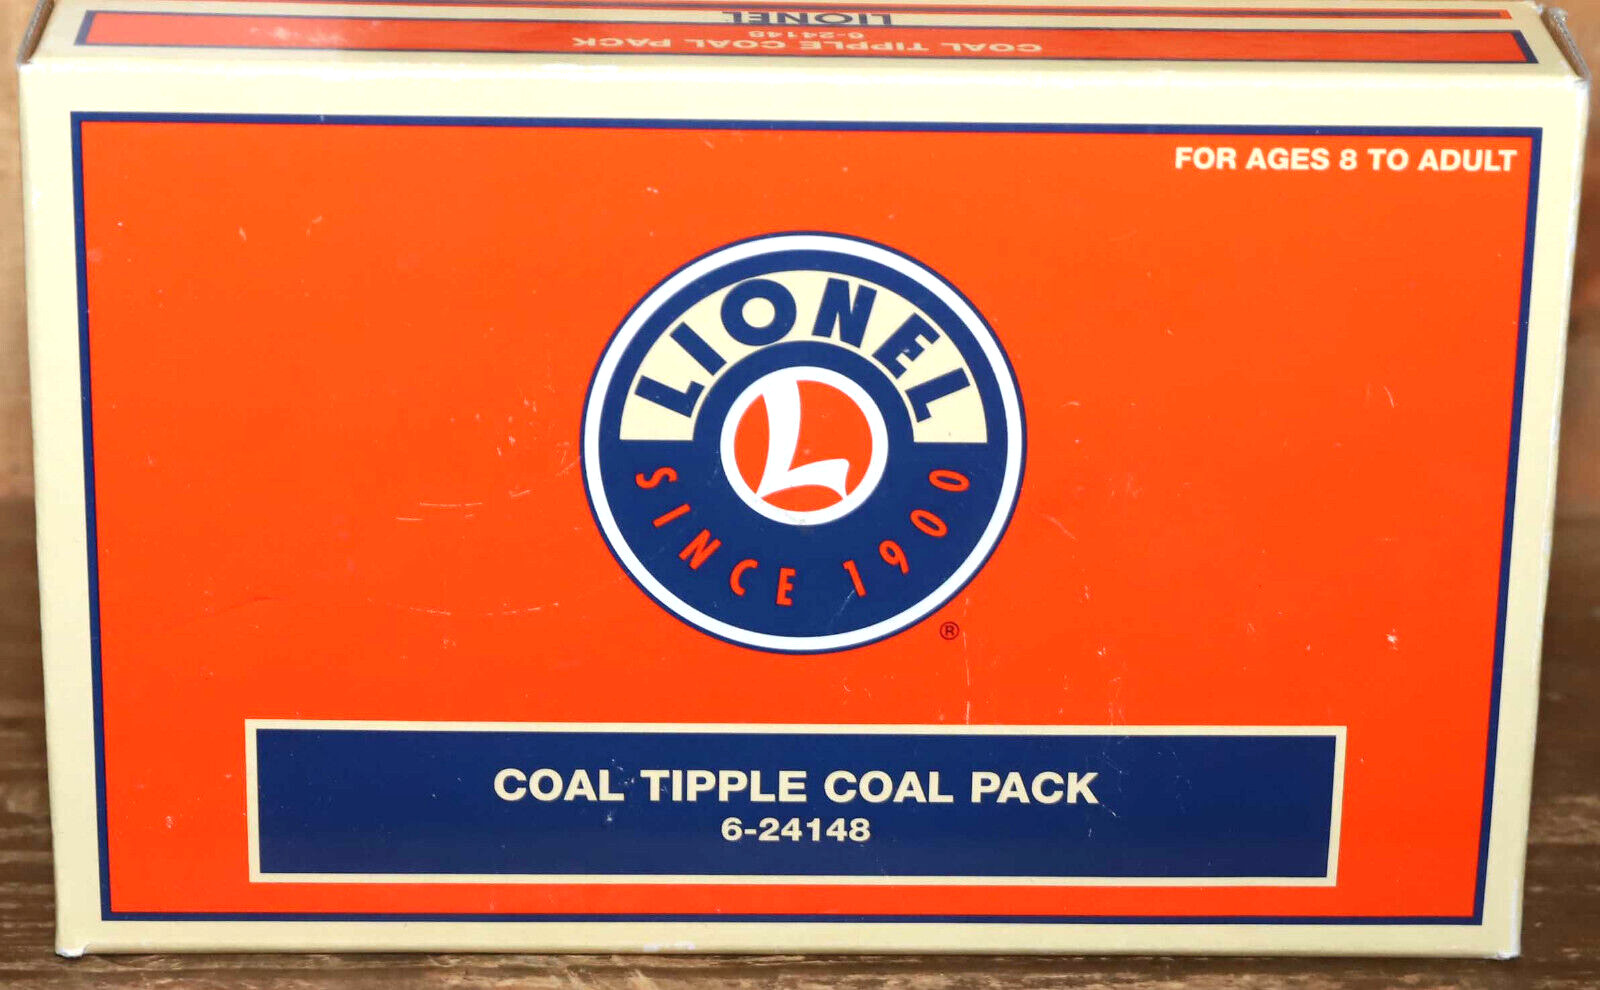 LIONEL
6-24148
COAL TIPPLE COAL PACK
FOR AGES 8 TO ADULT
LIONEL
L
SINCE 1900
®
COAL TIPPLE COAL PACK
6-24148